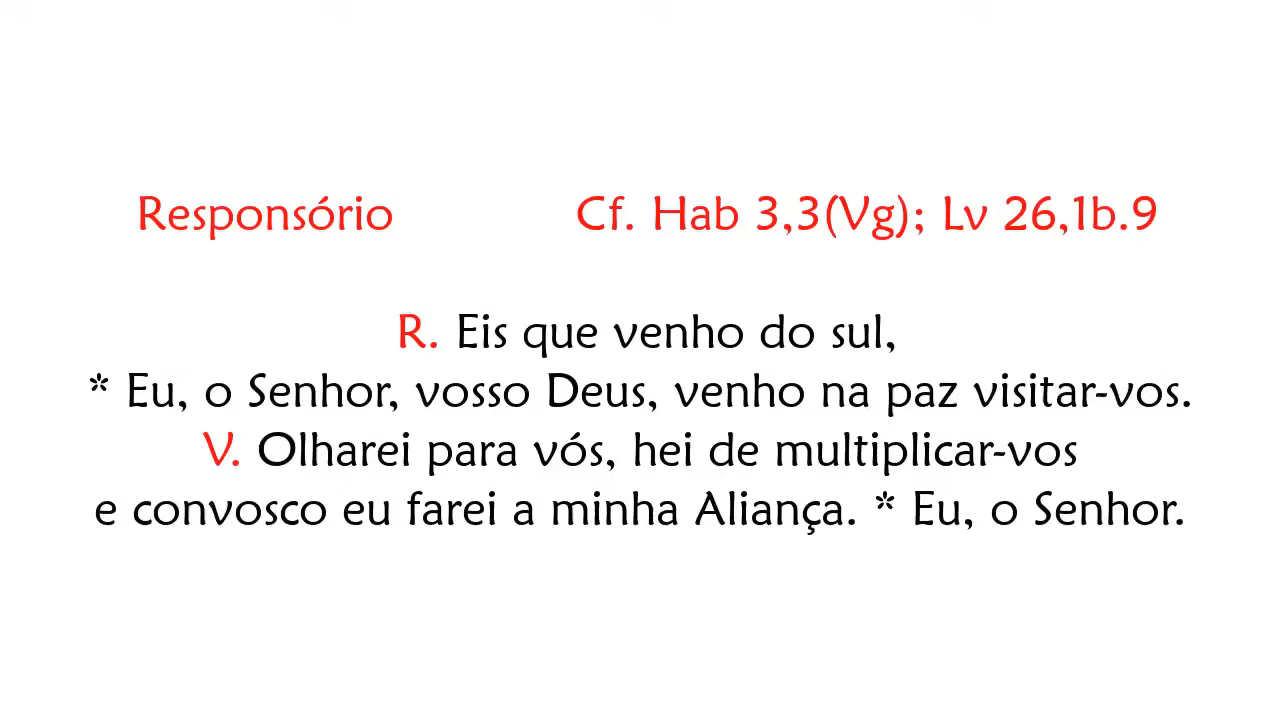 Responsório Cf. Hab 3,3(Vg); Lv 26,1b.9
R. Eis que venho do sul,
* Eu, o Senhor, vosso Deus, venho na paz visitar-vos.
V. Olharei para vós, hei de multiplicar-vos
e convosco eu farei a minha Aliança. * Eu, o Senhor.